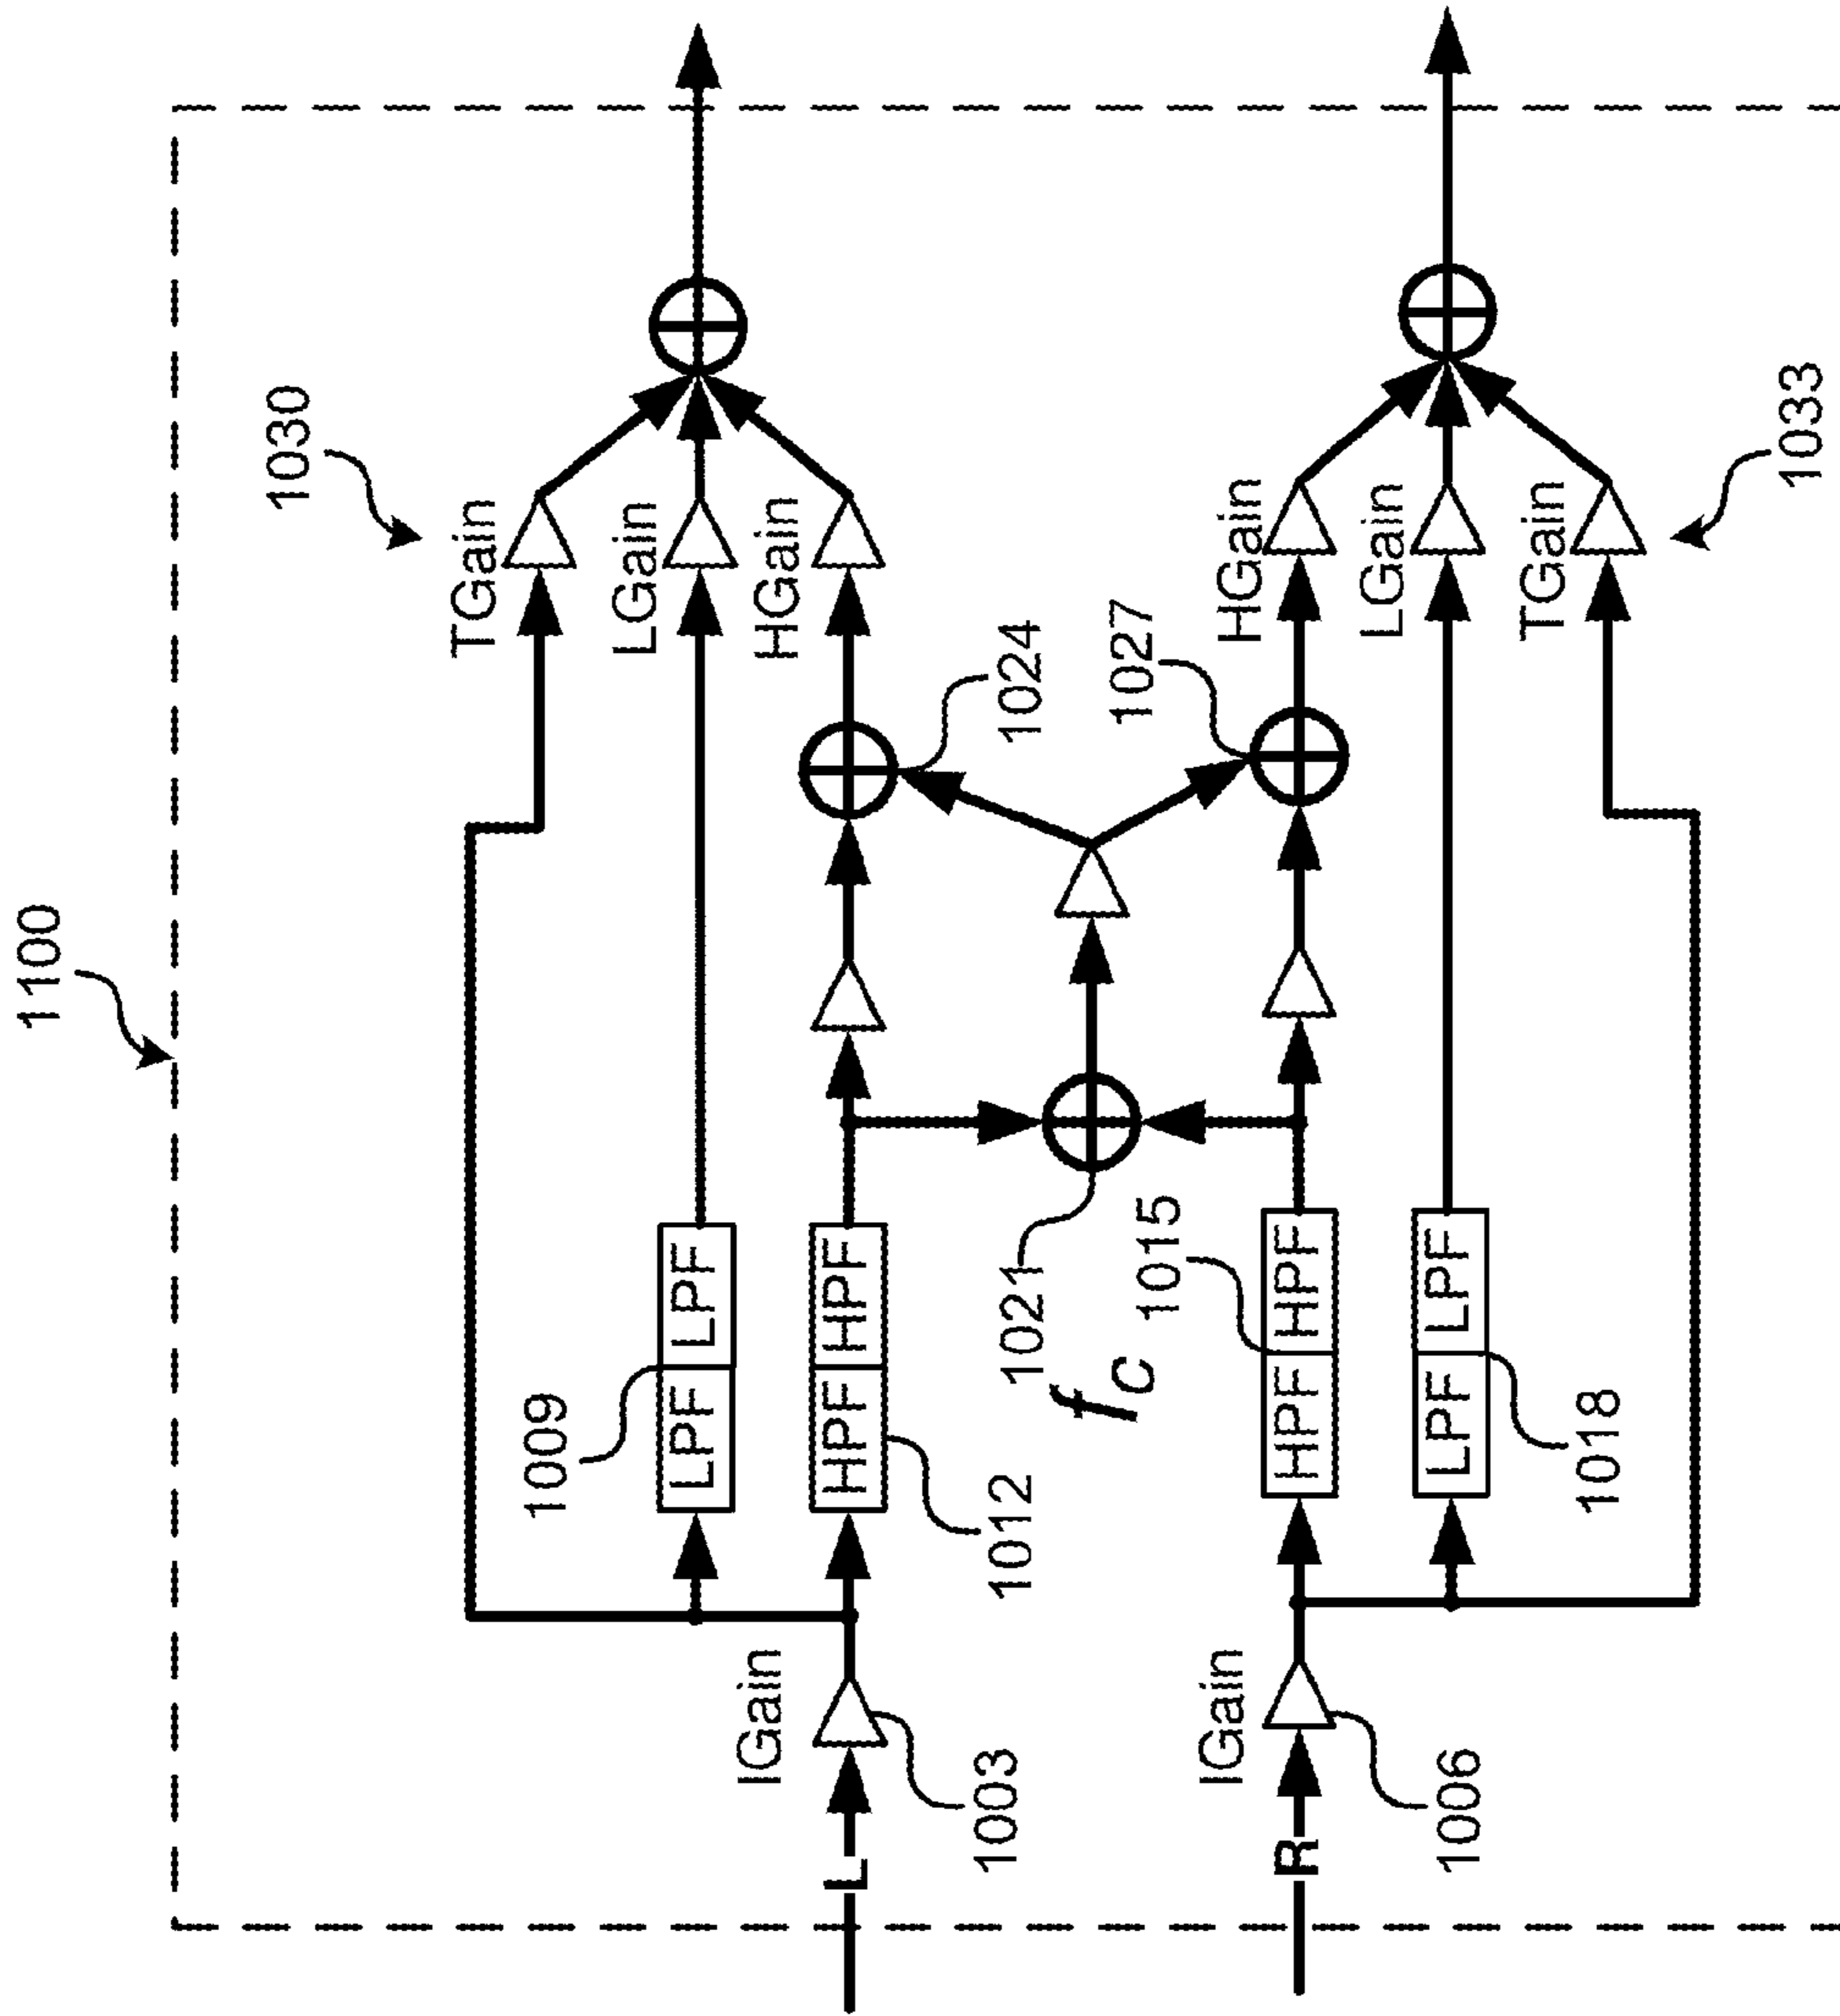 1100
1030
TGain
LGain
HGain
1009
LPF LPF
HPF HPF
1012
IGain
L
1003
1024
1021
fc
1027
1015
HPF HPF
HGain
LGain
TGain
IGain
R
1006
LPF LPF
1018
1033